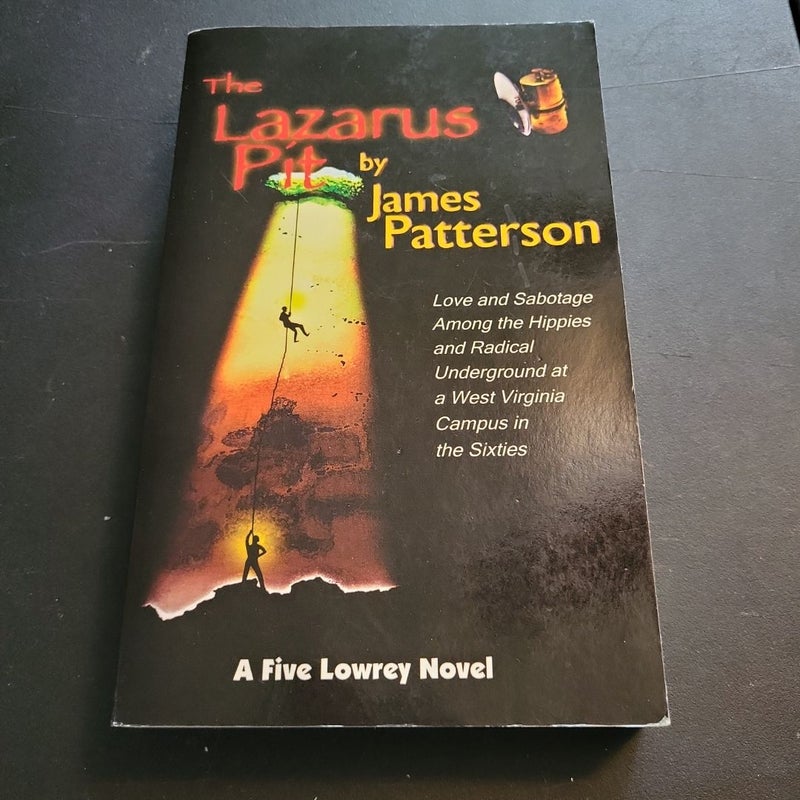 The
Lazarus
Pit
by
James
Patterson
Love and Sabotage
Among the Hippies
and Radical
Underground at
a West Virginia
Campus in
the Sixties
A Five Lowrey Novel